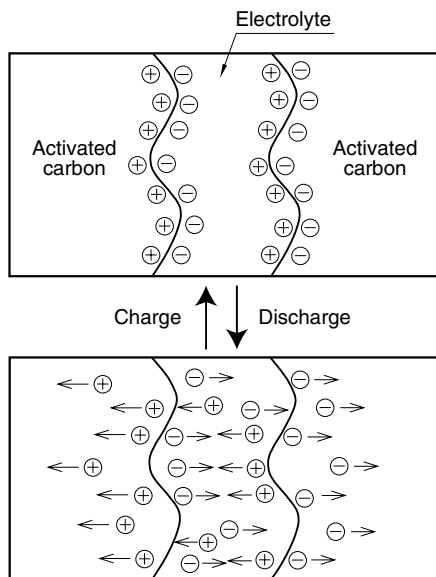 Electrolyte
Activated
carbon
Activated
carbon
Charge
Discharge